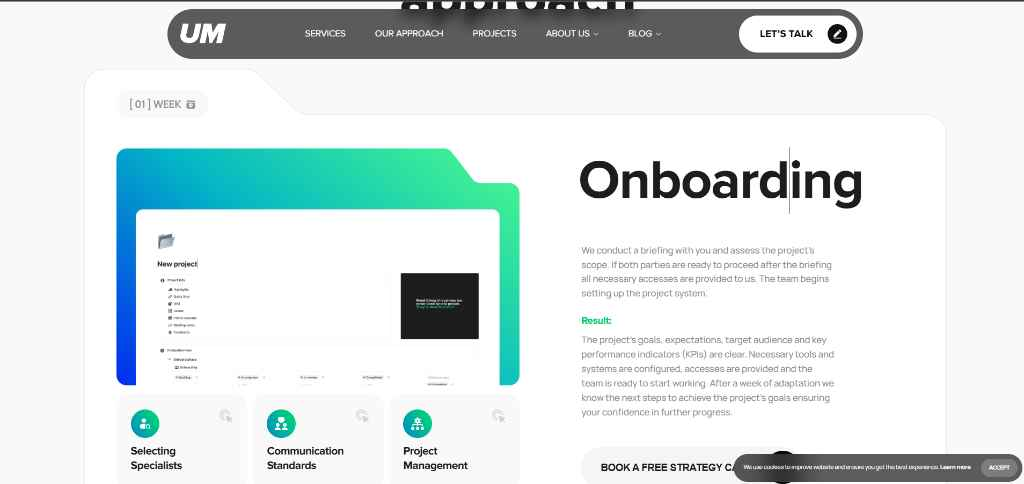 approach
UM
SERVICES
OUR APPROACH
PROJECTS
ABOUT US
BLOG
LET'S TALK
[ 01 ] WEEK
New project
Onboarding
We conduct a briefing with you and assess the project's
scope. If both parties are ready to proceed after the briefing
all necessary accesses are provided to us. The team begins
setting up the project system.
Result:
The project's goals, expectations, target audience and key
performance indicators (KPIs) are clear. Necessary tools and
systems are configured, accesses are provided and the
team is ready to start working. After a week of adaptation we
know the next steps to achieve the project's goals ensuring
your confidence in further progress.
Selecting
Specialists
Communication
Standards
Project
Management
BOOK A FREE STRATEGY CA
We use cookies to improve website and ensure you get the best experience. Learn more
ACCEPT